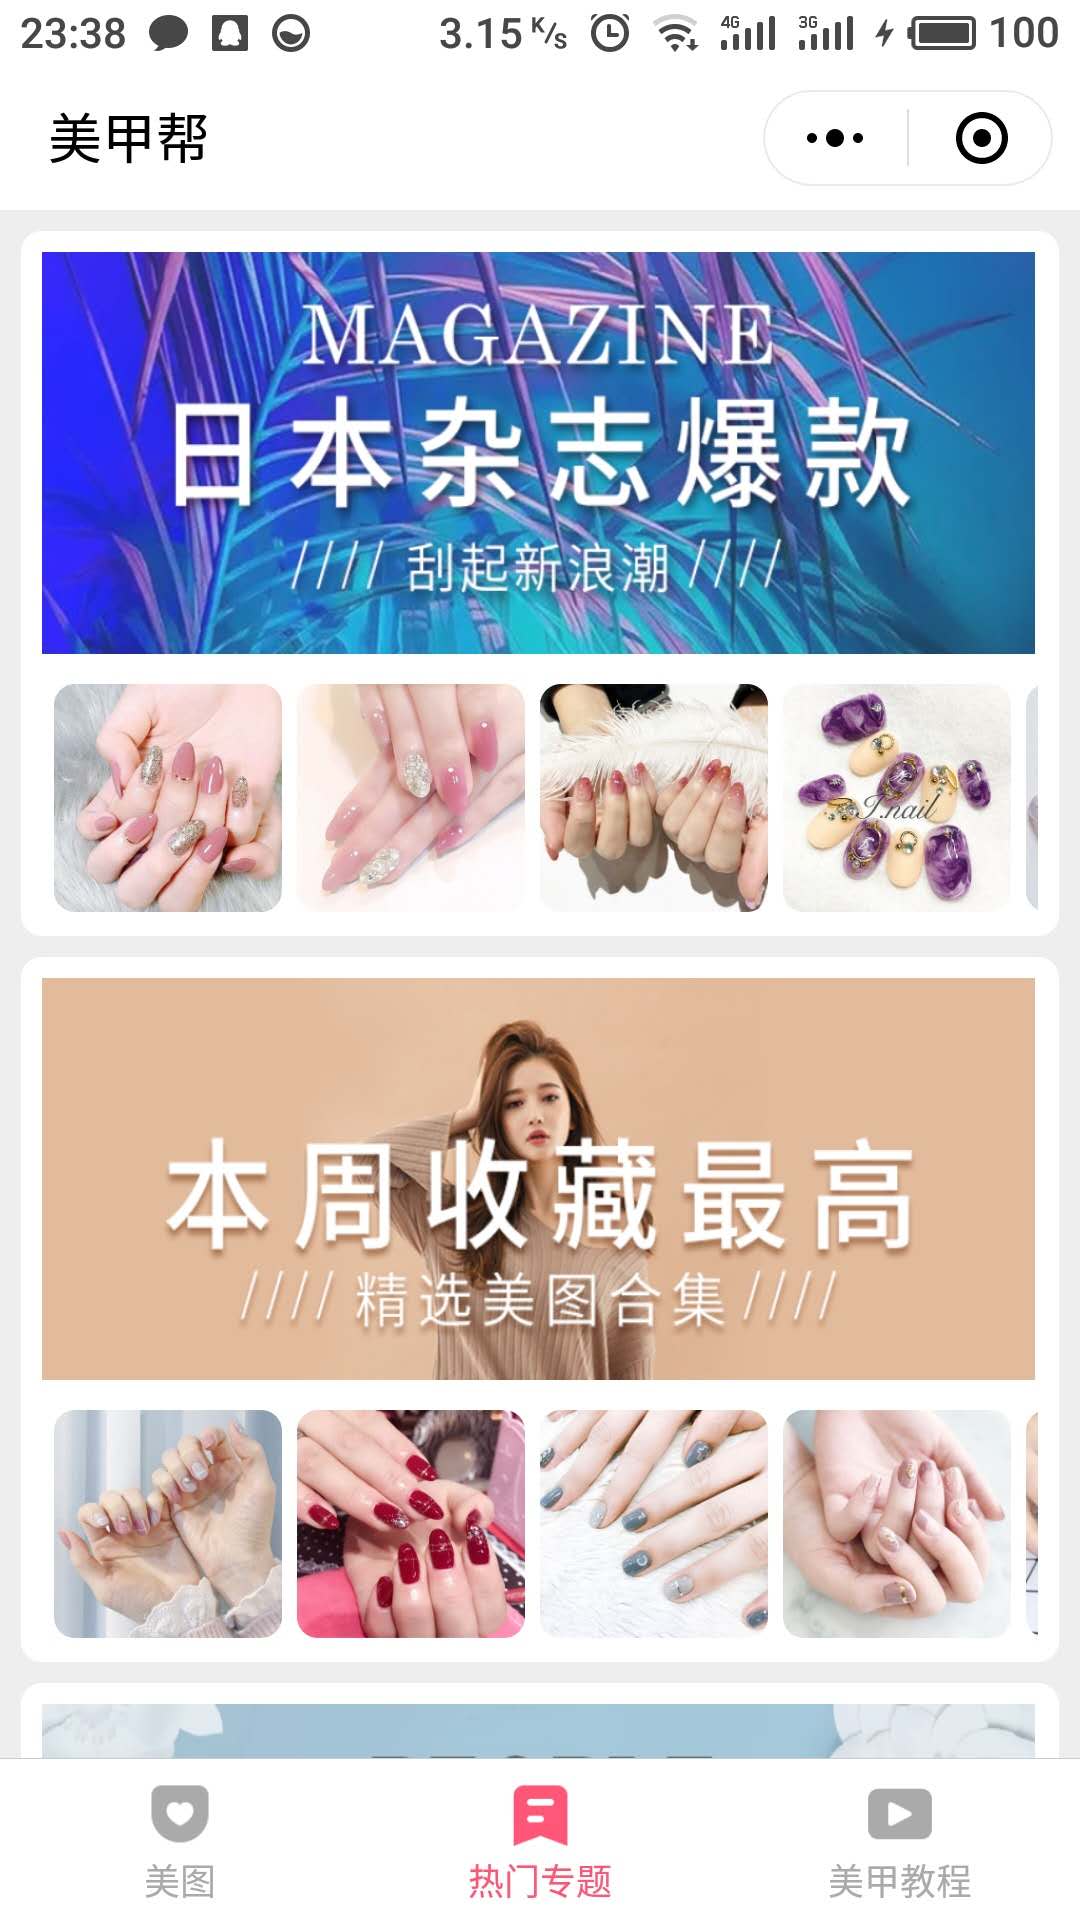 23:38
3.15 K/s
4G
3G
100
美甲帮
MAGAZINE
日本杂志爆款
//// 刮起新浪潮 ////
J.nail
本周收藏最高
//// 精选美图合集 ////
美图
热门专题
美甲教程